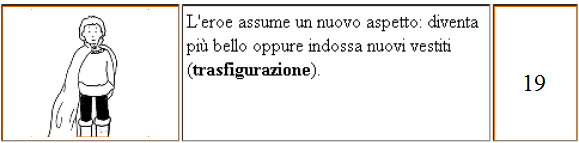 L'eroe assume un nuovo aspetto: diventa
più bello oppure indossa nuovi vestiti
(trasfigurazione).
19